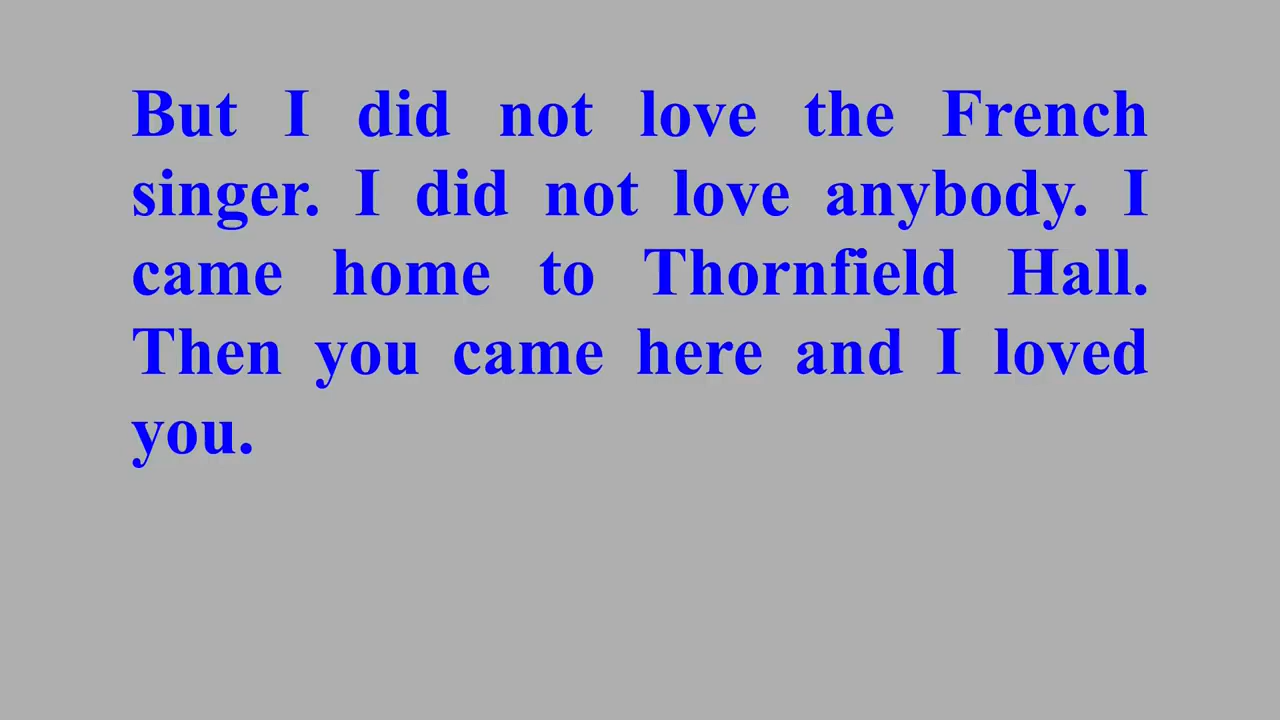 But I did not love the French
singer. I did not love anybody. I
came home to Thornfield Hall.
Then you came here and I loved
you.